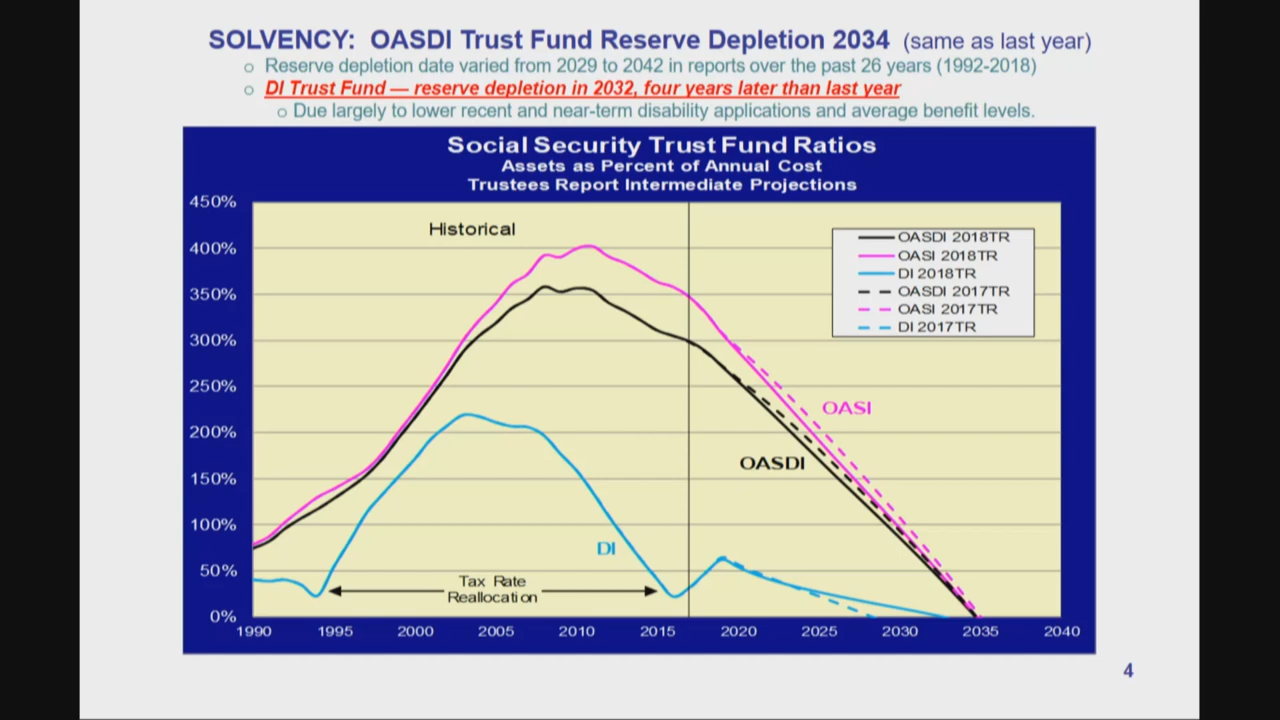 SOLVENCY: OASDI Trust Fund Reserve Depletion 2034 (same as last year)
o Reserve depletion date varied from 2029 to 2042 in reports over the past 26 years (1992-2018)
o DI Trust Fund — reserve depletion in 2032, four years later than last year
o Due largely to lower recent and near-term disability applications and average benefit levels.
Social Security Trust Fund Ratios
Assets as Percent of Annual Cost
Trustees Report Intermediate Projections
450%
400%
350%
300%
250%
200%
150%
100%
50%
0%
Historical
OASDI 2018TR
OASI 2018TR
DI 2018TR
OASDI 2017TR
OASI 2017TR
DI 2017TR
OASI
OASDI
DI
Tax Rate
Reallocation
1990 1995 2000 2005 2010 2015 2020 2025 2030 2035 2040
4